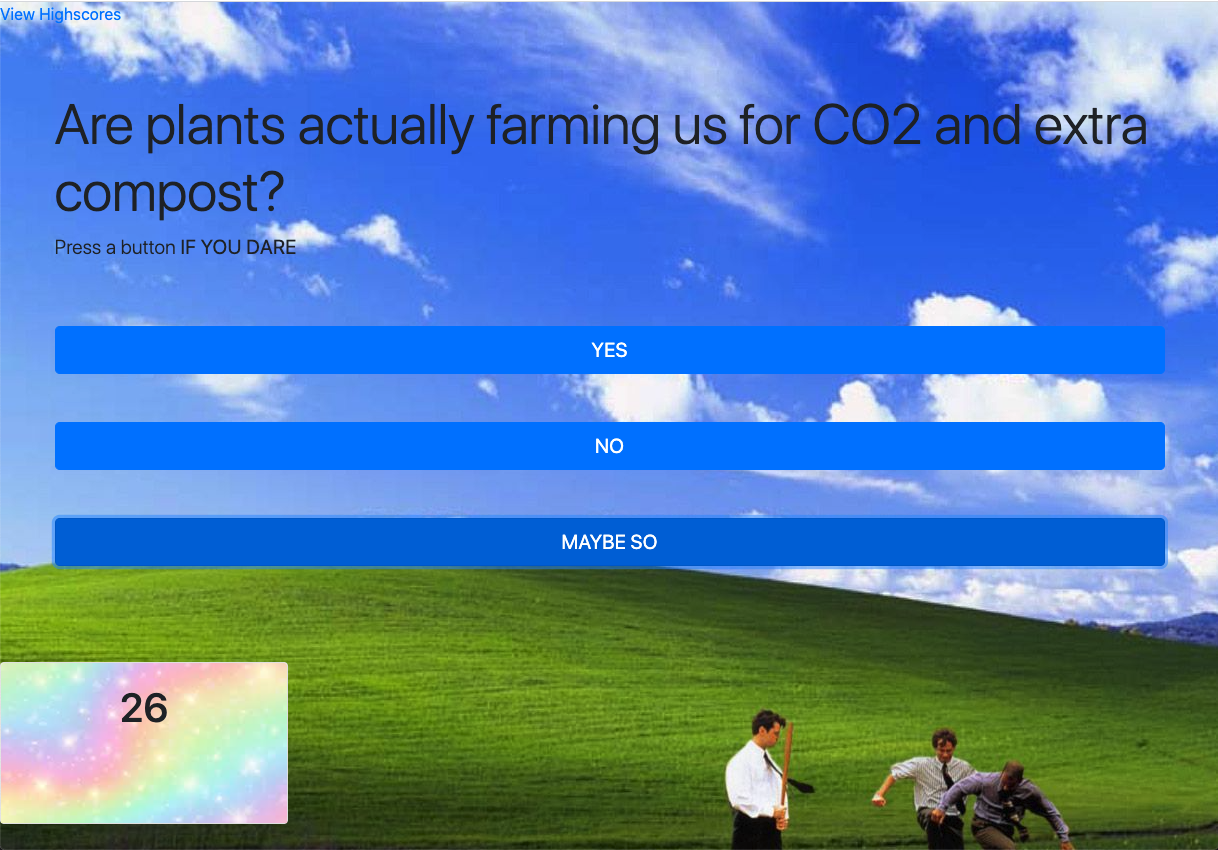 View Highscores
Are plants actually farming us for CO2 and extra
compost?
Press a button IF YOU DARE
YES
NO
MAYBE SO
26